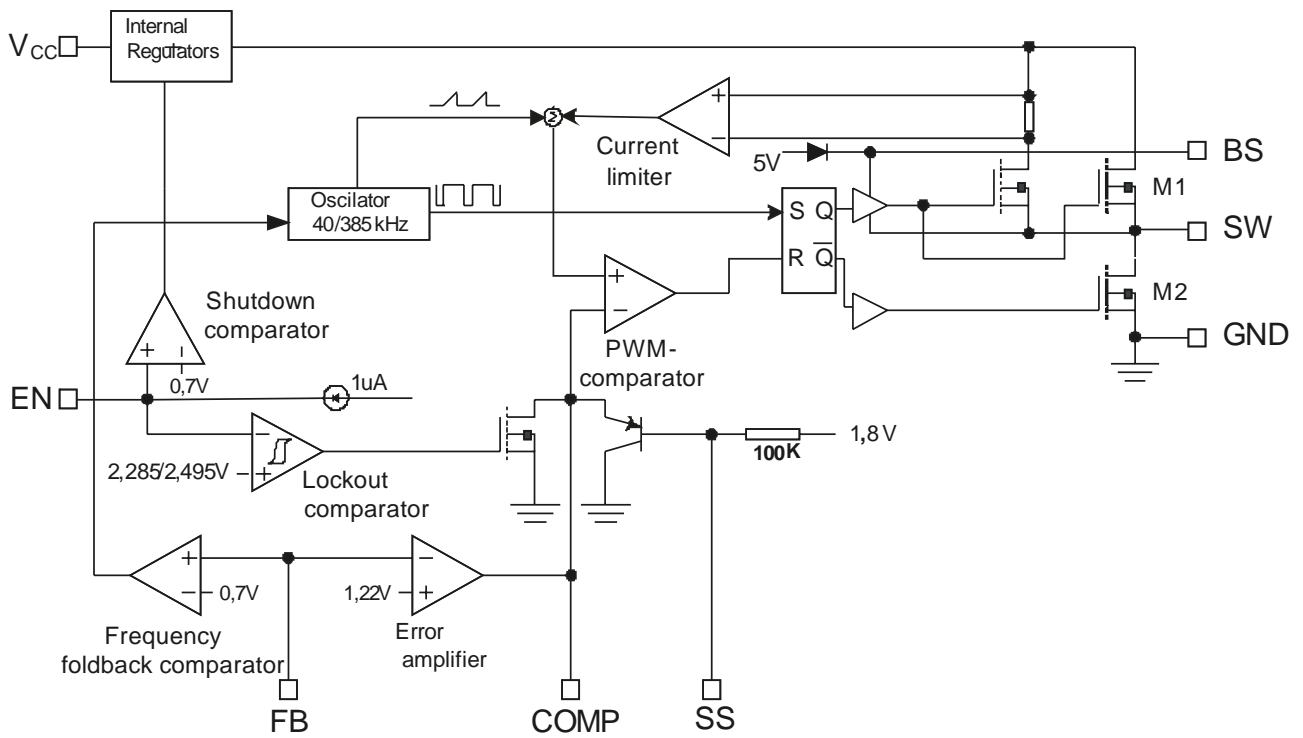 Internal
Regulators
VCC
+
−
Current
limiter
Σ
5V
BS
M1
Oscilator
40/385 kHz
S Q
R Q̅
SW
M2
+
−
PWM-
comparator
GND
Shutdown
comparator
+ −
0,7V
EN
1uA
−
+
2,285/2,495V
Lockout
comparator
100K
1,8V
+
−
0,7V
Frequency
foldback comparator
−
+
1,22V
Error
amplifier
FB
COMP
SS